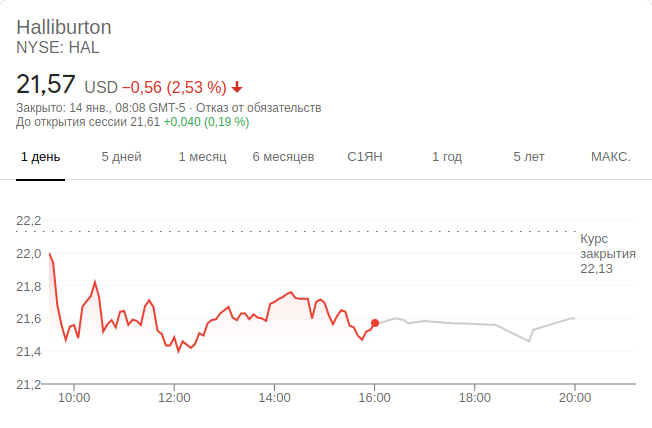 Halliburton
NYSE: HAL
21,57 USD −0,56 (2,53 %)
Закрыто: 14 янв., 08:08 GMT-5 · Отказ от обязательств
До открытия сессии 21,61 +0,040 (0,19 %)
1 день 5 дней 1 месяц 6 месяцев С1ЯН 1 год 5 лет МАКС.
22,2
22,0
21,8
21,6
21,4
21,2
Курс
закрытия
22,13
10:00 12:00 14:00 16:00 18:00 20:00